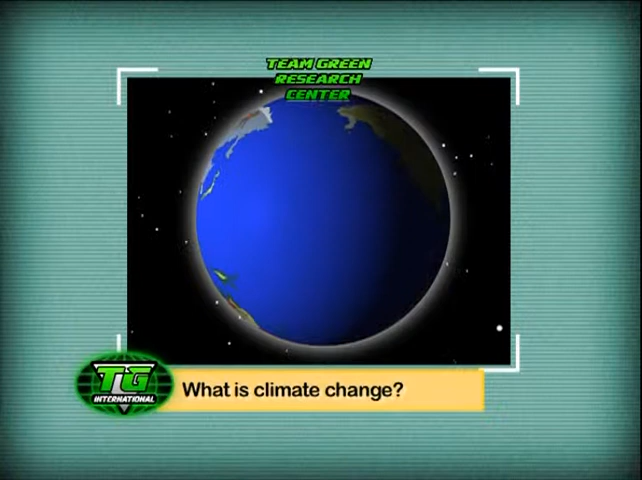 TEAM GREEN
RESEARCH
CENTER
TG
INTERNATIONAL
What is climate change?